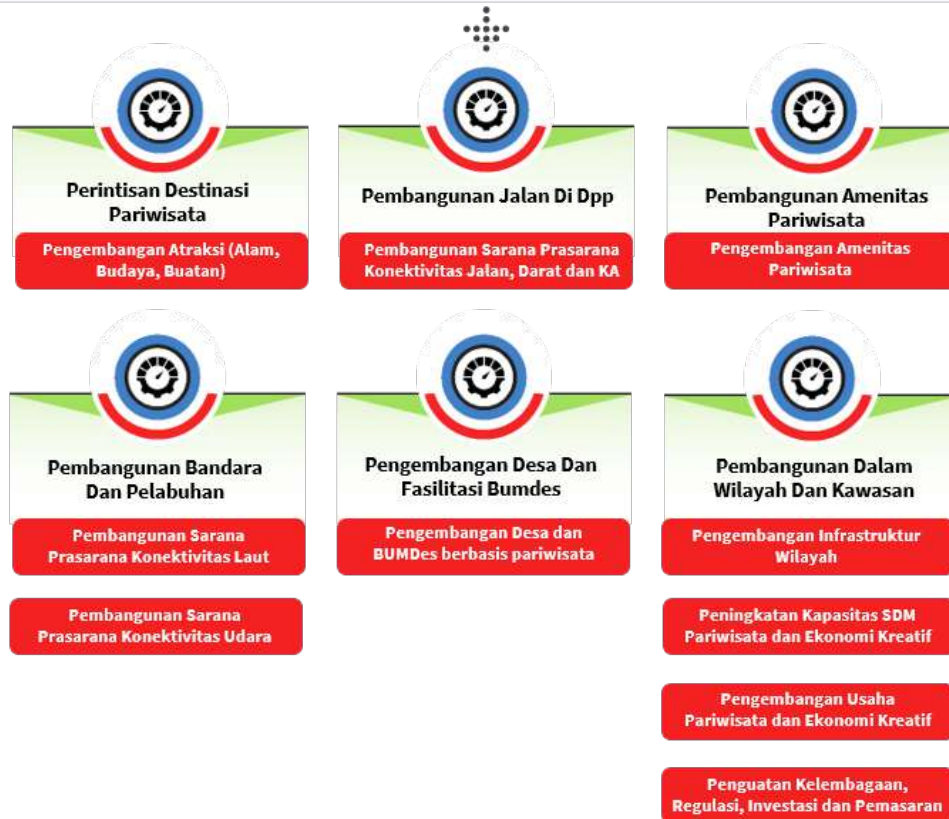 Perintisan Destinasi
Pariwisata
Pengembangan Atraksi (Alam,
Budaya, Buatan)
Pembangunan Jalan Di Dpp
Pembangunan Sarana Prasarana
Konektivitas Jalan, Darat dan KA
Pembangunan Amenitas
Pariwisata
Pengembangan Amenitas
Pariwisata
Pembangunan Bandara
Dan Pelabuhan
Pembangunan Sarana
Prasarana Konektivitas Laut
Pembangunan Sarana
Prasarana Konektivitas Udara
Pengembangan Desa Dan
Fasilitasi Bumdes
Pengembangan Desa dan
BUMDes berbasis pariwisata
Pembangunan Dalam
Wilayah Dan Kawasan
Pengembangan Infrastruktur
Wilayah
Peningkatan Kapasitas SDM
Pariwisata dan Ekonomi Kreatif
Pengembangan Usaha
Pariwisata dan Ekonomi Kreatif
Penguatan Kelembagaan,
Regulasi, Investasi dan Pemasaran